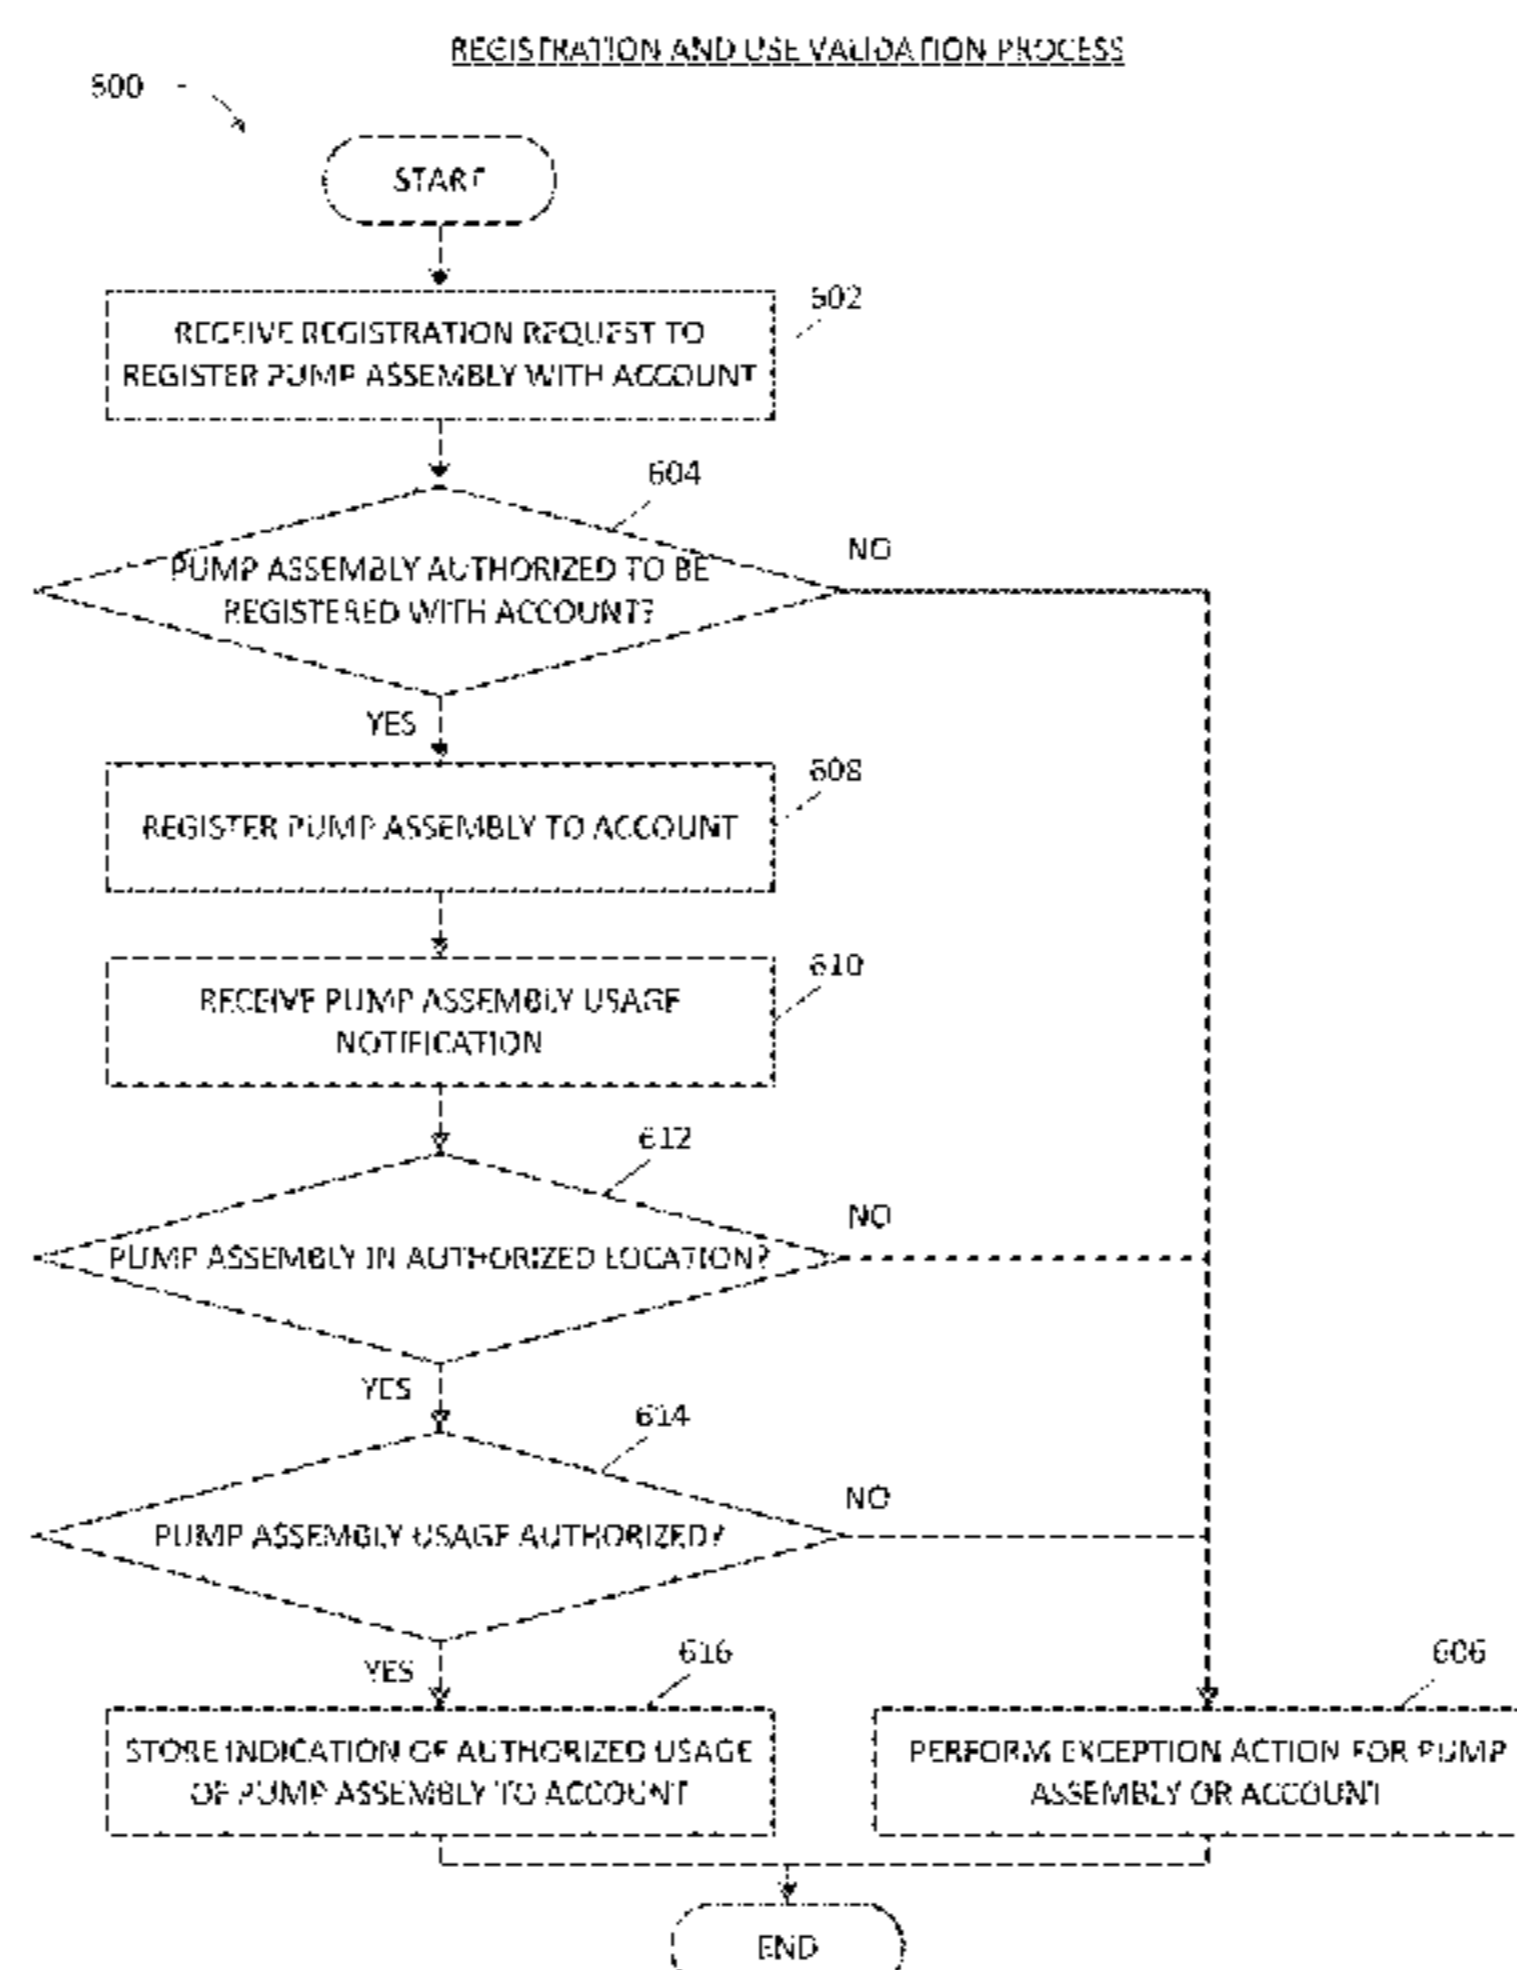 REGISTRATION AND USE VALIDATION PROCESS
600
START
602
RECEIVE REGISTRATION REQUEST TO
REGISTER PUMP ASSEMBLY WITH ACCOUNT
604
PUMP ASSEMBLY AUTHORIZED TO BE
REGISTERED WITH ACCOUNT?
NO
YES
608
REGISTER PUMP ASSEMBLY TO ACCOUNT
610
RECEIVE PUMP ASSEMBLY USAGE
NOTIFICATION
612
PUMP ASSEMBLY IN AUTHORIZED LOCATION?
NO
YES
614
PUMP ASSEMBLY USAGE AUTHORIZED?
NO
YES
616
STORE INDICATION OF AUTHORIZED USAGE
OF PUMP ASSEMBLY TO ACCOUNT
606
PERFORM EXCEPTION ACTION FOR PUMP
ASSEMBLY OR ACCOUNT
END